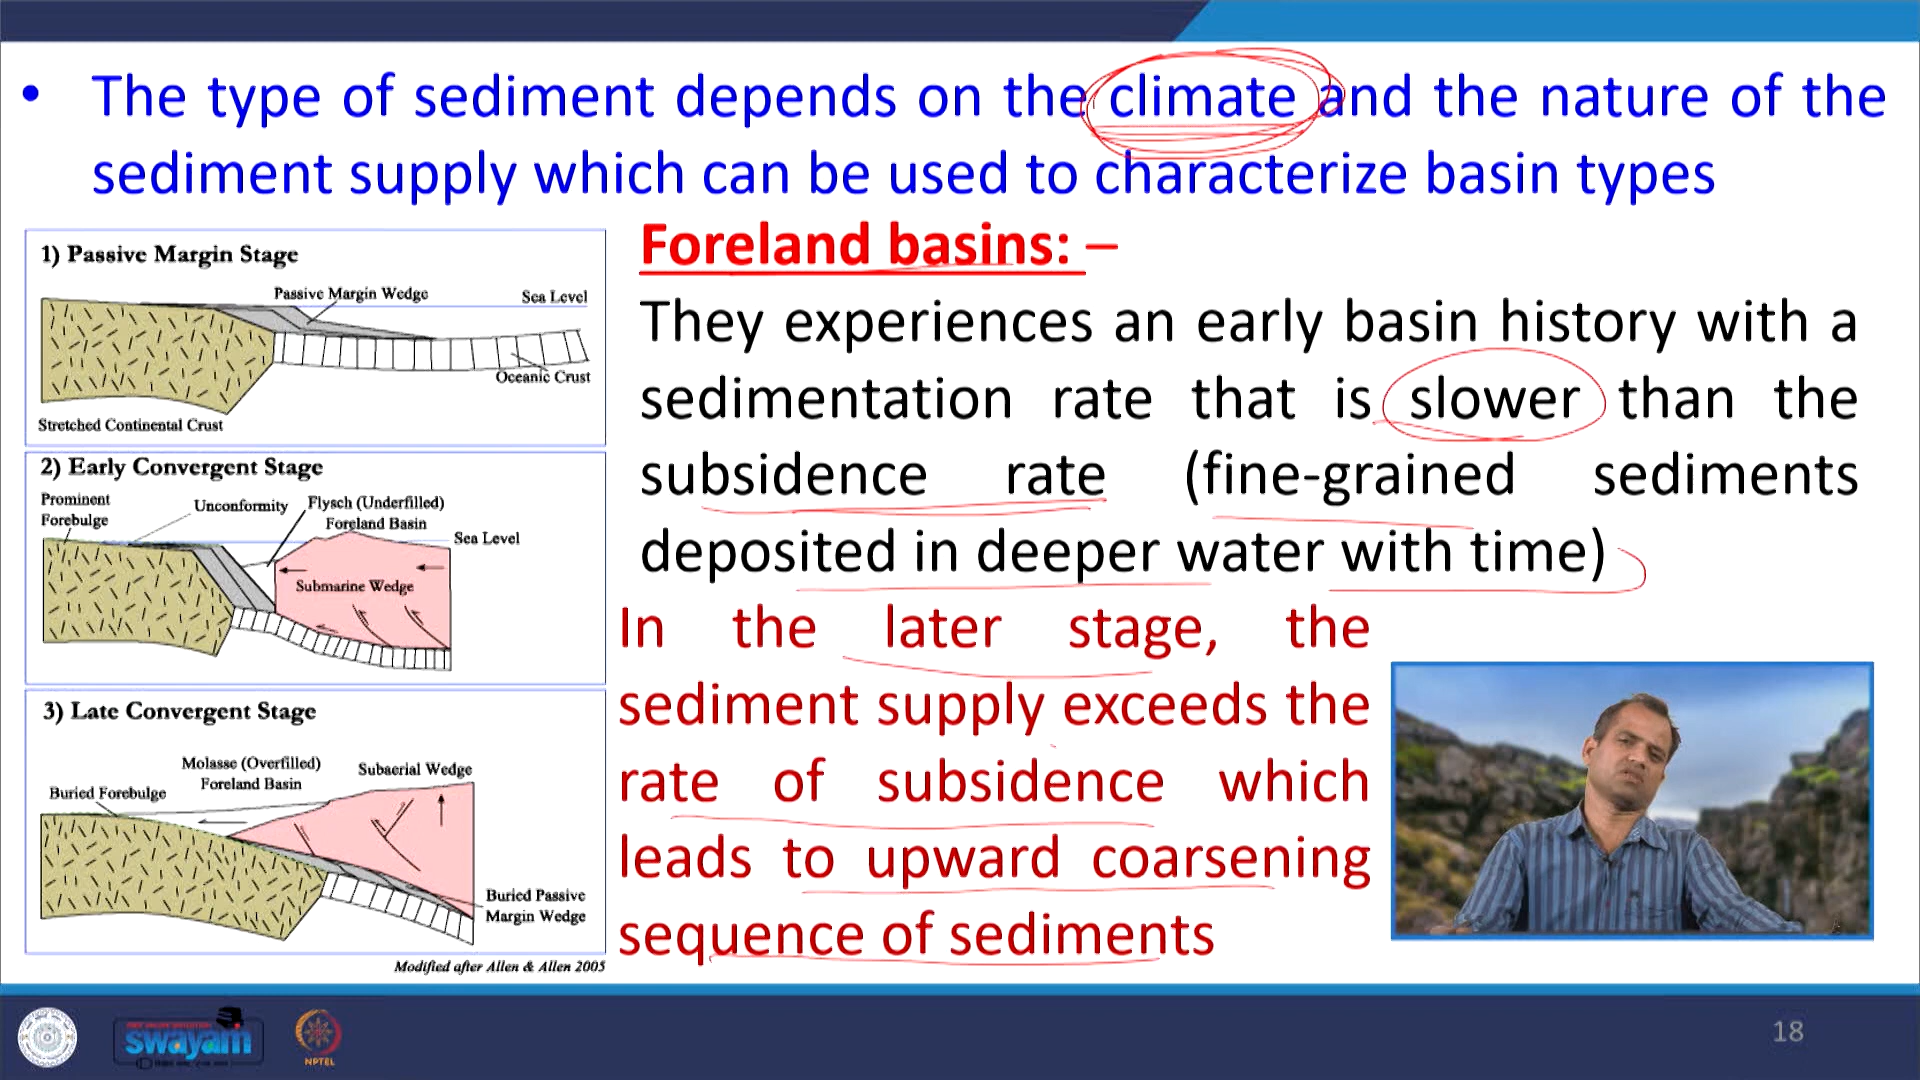 • The type of sediment depends on the climate and the nature of the
sediment supply which can be used to characterize basin types
1) Passive Margin Stage
Passive Margin Wedge
Sea Level
Oceanic Crust
Stretched Continental Crust
2) Early Convergent Stage
Prominent
Forebulge
Unconformity
Flysch (Underfilled)
Foreland Basin
Sea Level
Submarine Wedge
3) Late Convergent Stage
Molasse (Overfilled)
Foreland Basin
Subaerial Wedge
Buried Forebulge
Buried Passive
Margin Wedge
Modified after Allen & Allen 2005
Foreland basins: –
They experiences an early basin history with a
sedimentation rate that is slower than the
subsidence rate (fine-grained sediments
deposited in deeper water with time)
In the later stage, the
sediment supply exceeds the
rate of subsidence which
leads to upward coarsening
sequence of sediments
swayam
NPTEL
18